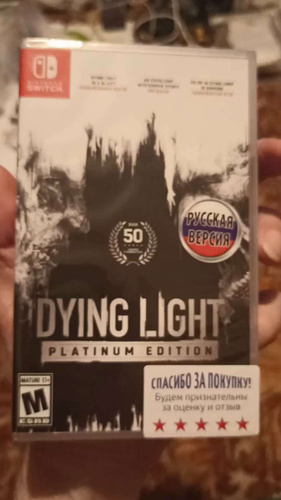 NINTENDO
SWITCH
OVER
50
РУССКАЯ
ВЕРСИЯ
DYING LIGHT
PLATINUM EDITION
MATURE 17+
M
ESRB
СПАСИБО ЗА ПОКУПКУ!
Будем признательны
за оценку и отзыв